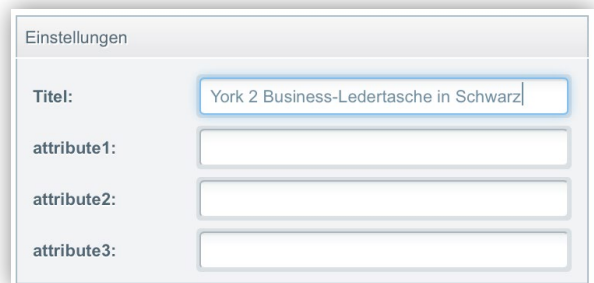 Einstellungen
Titel: York 2 Business-Ledertasche in Schwarz
attribute1:
attribute2:
attribute3: